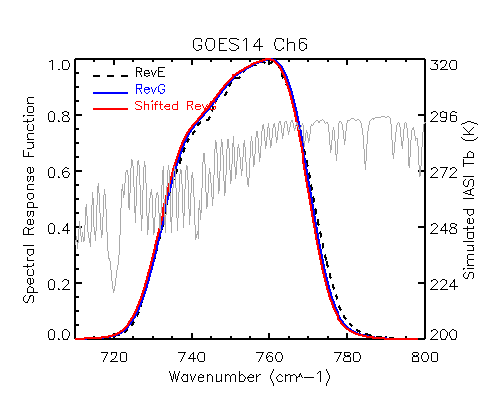 GOES14 Ch6
1.0
0.8
0.6
0.4
0.2
0.0
Spectral Response Function
RevE
RevG
Shifted Rev
320
296
272
248
224
200
Simulated IASI Tb (K)
720
740
760
780
800
Wavenumber (cm^-1)